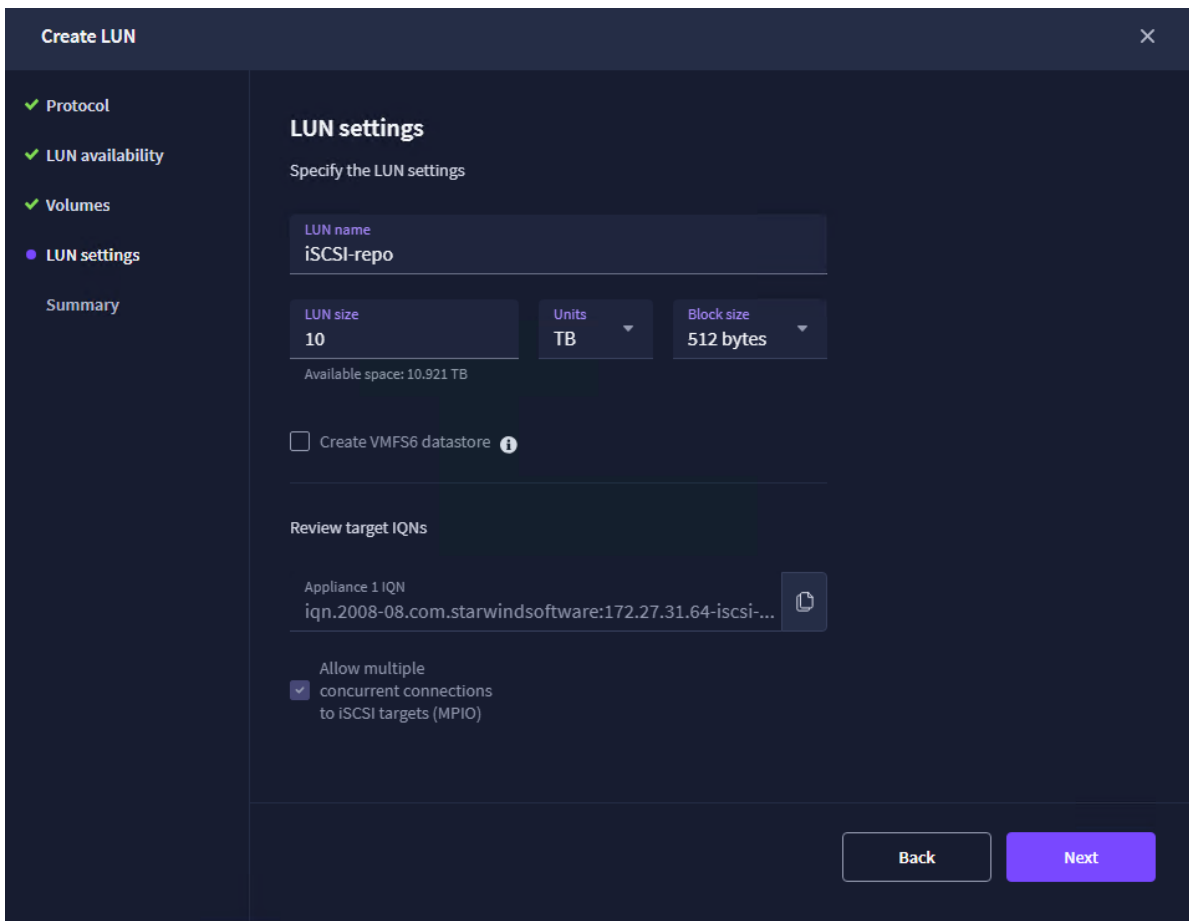 Create LUN
Protocol
LUN availability
Volumes
LUN settings
Summary
LUN settings
Specify the LUN settings
LUN name
iSCSI-repo
LUN size
10
Units
TB
Block size
512 bytes
Available space: 10.921 TB
Create VMFS6 datastore
Review target IQNs
Appliance 1 IQN
iqn.2008-08.com.starwindsoftware:172.27.31.64-iscsi-...
Allow multiple
concurrent connections
to iSCSI targets (MPIO)
Back
Next